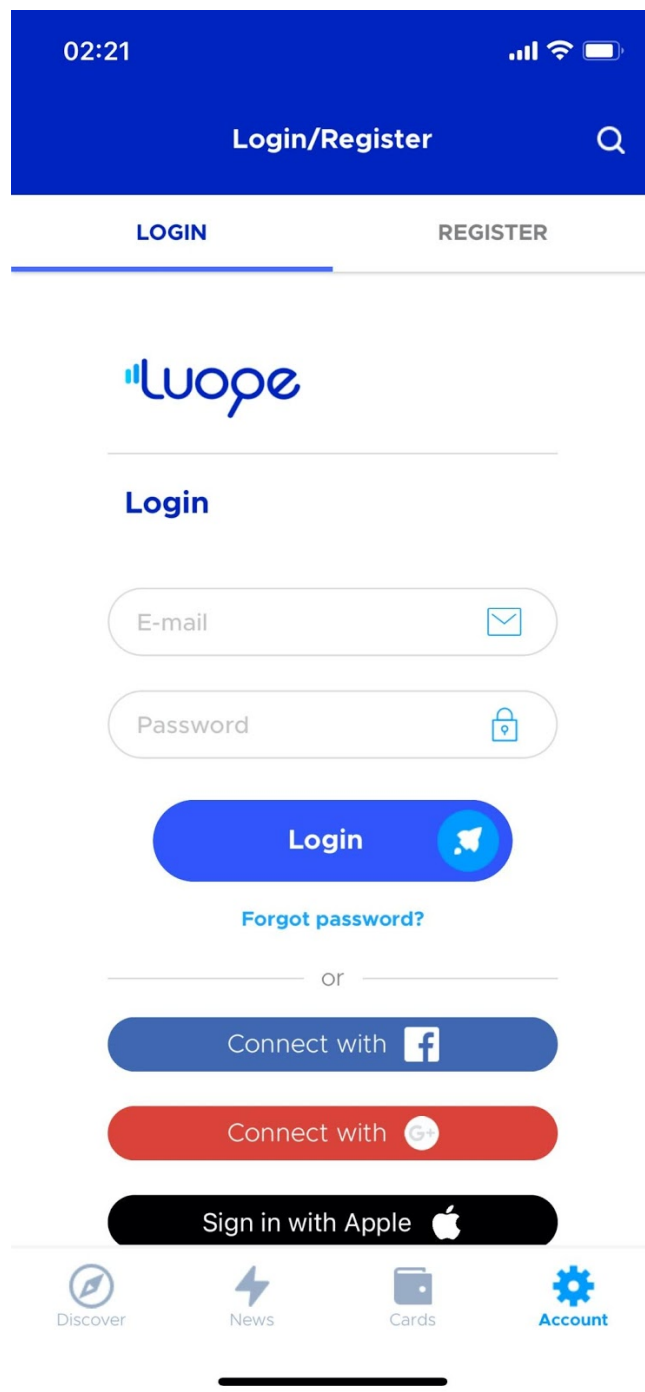 02:21
Login/Register
LOGIN
REGISTER
Luope
Login
E-mail
Password
Login
Forgot password?
or
Connect with f
Connect with G+
Sign in with Apple
Discover
News
Cards
Account